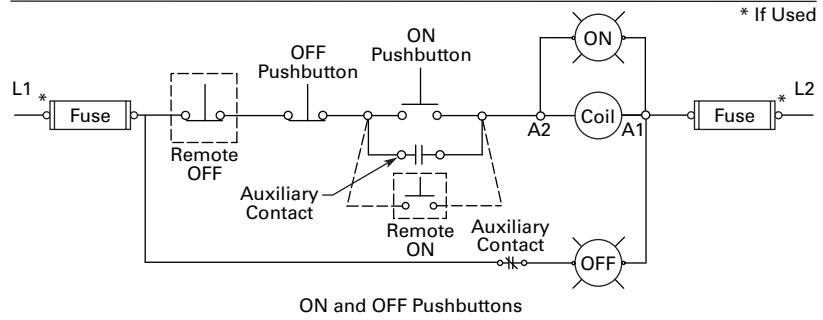 * If Used
ON
ON
Pushbutton
OFF
Pushbutton
L1
*
Fuse
Remote
OFF
A2
Coil
A1
Fuse
*
L2
Auxiliary
Contact
Remote
ON
Auxiliary
Contact
OFF
ON and OFF Pushbuttons